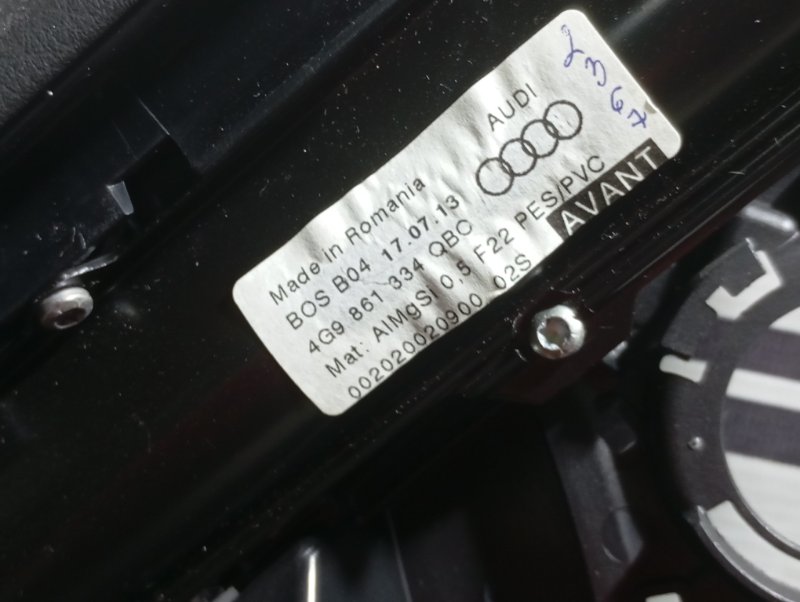 AUDI
Made in Romania
BOS B04 17.07.13
4G9 861 334 QBC
Mat: AlMgSi 0,5 F22 PES/PVC
002020020900 02S
AVANT